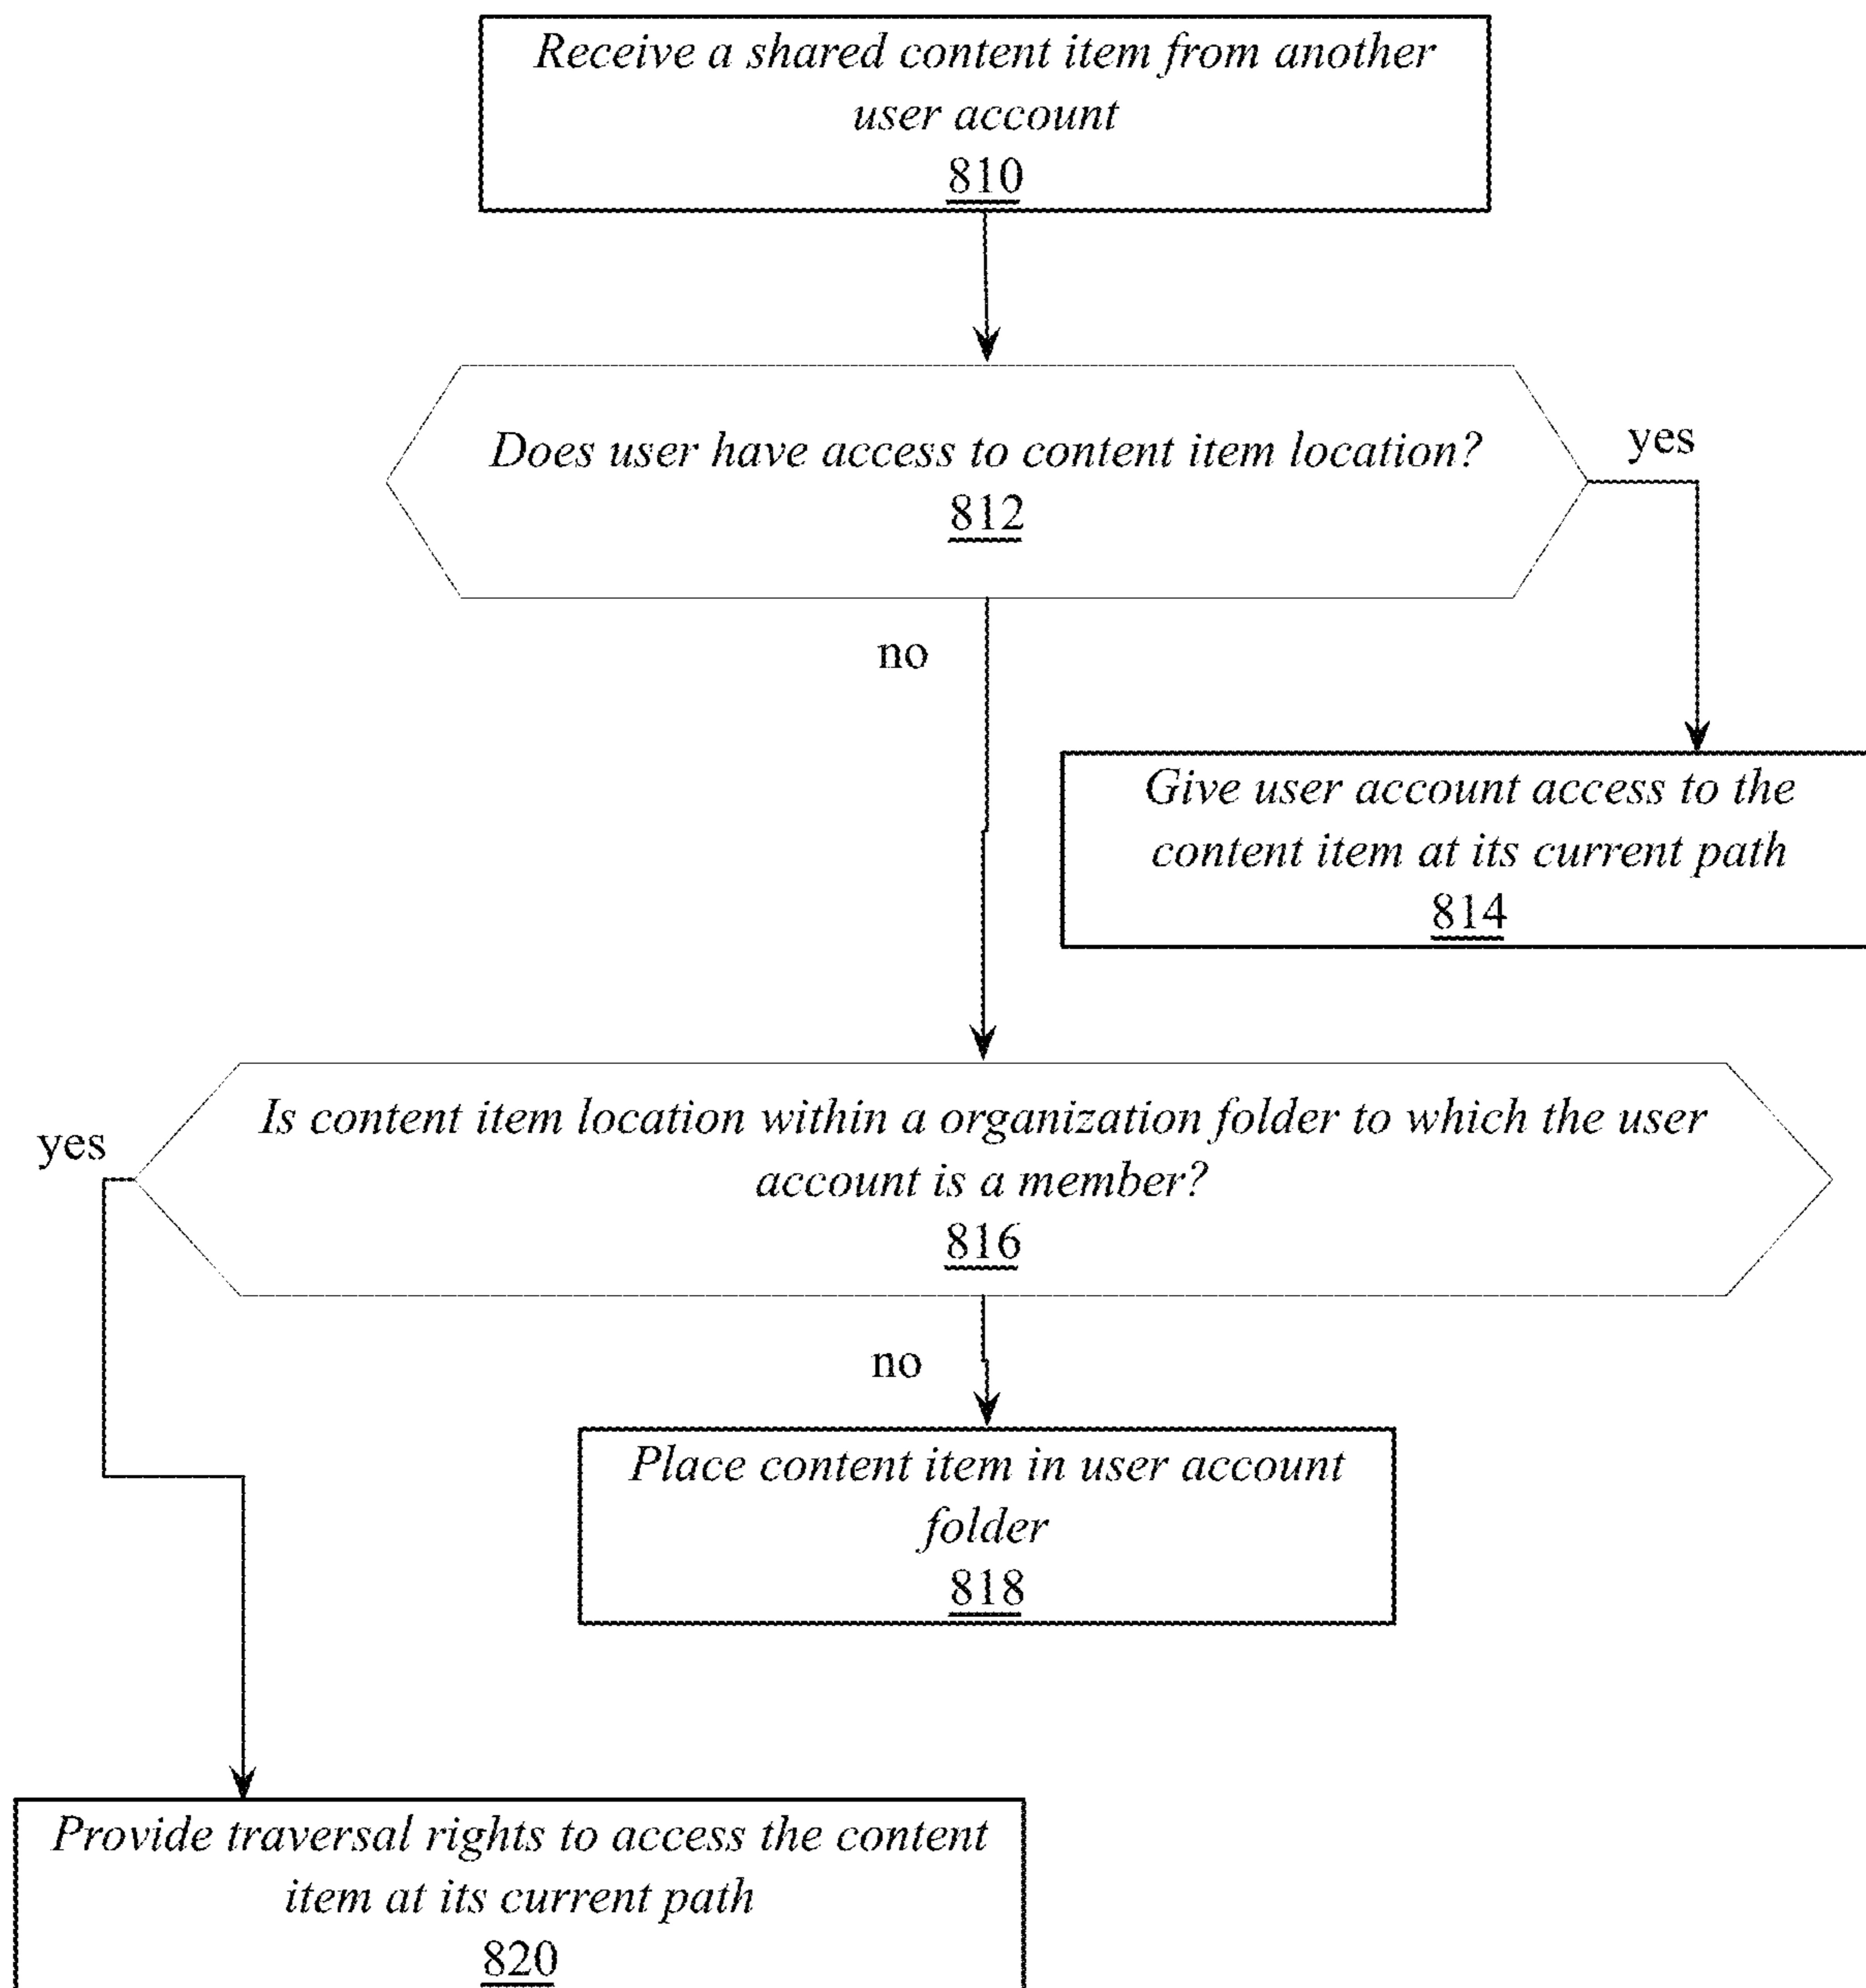 Receive a shared content item from another
user account
810
Does user have access to content item location?
812
yes
no
Give user account access to the
content item at its current path
814
Is content item location within a organization folder to which the user
account is a member?
816
yes
no
Place content item in user account
folder
818
Provide traversal rights to access the content
item at its current path
820